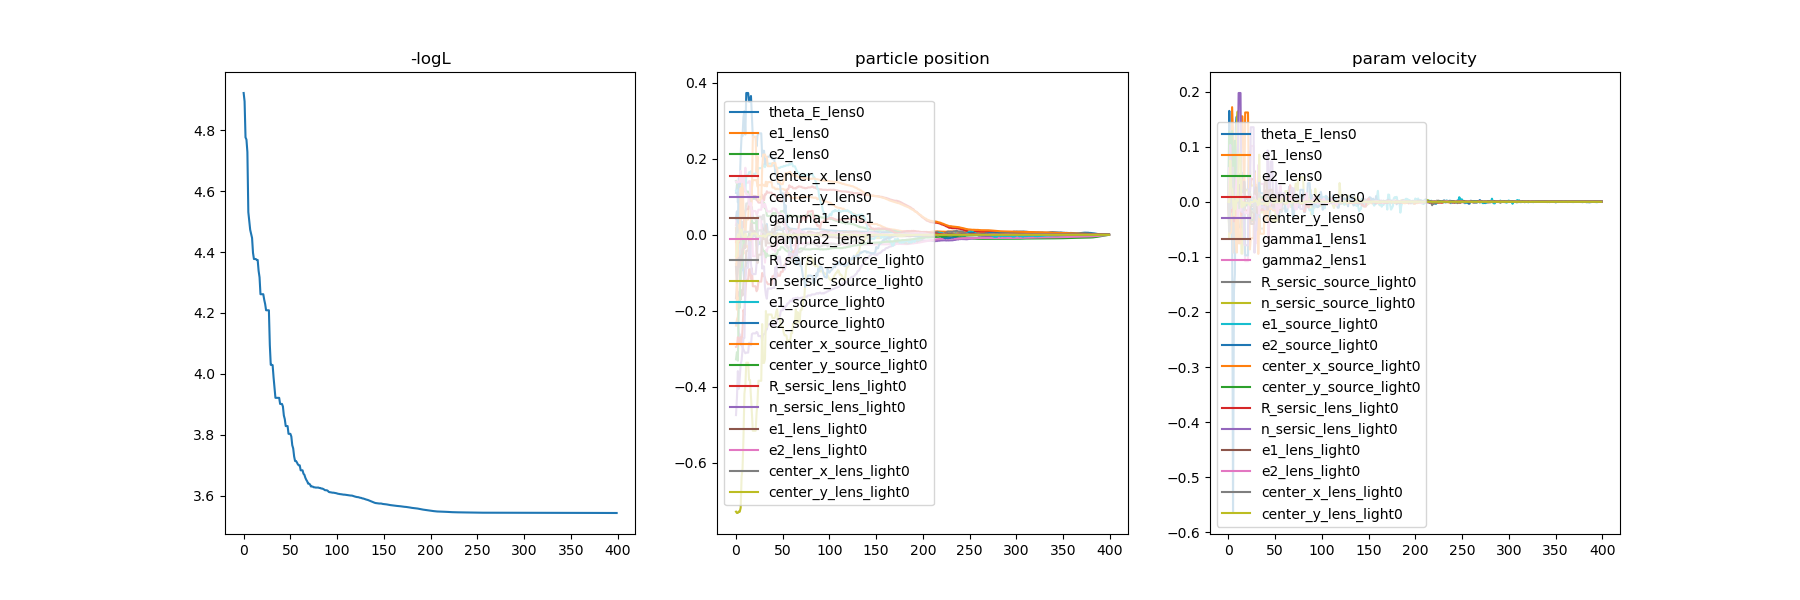 -logL
4.8
4.6
4.4
4.2
4.0
3.8
3.6
0 50 100 150 200 250 300 350 400
particle position
0.4
0.2
0.0
−0.2
−0.4
−0.6
theta_E_lens0
e1_lens0
e2_lens0
center_x_lens0
center_y_lens0
gamma1_lens1
gamma2_lens1
R_sersic_source_light0
n_sersic_source_light0
e1_source_light0
e2_source_light0
center_x_source_light0
center_y_source_light0
R_sersic_lens_light0
n_sersic_lens_light0
e1_lens_light0
e2_lens_light0
center_x_lens_light0
center_y_lens_light0
0 50 100 150 200 250 300 350 400
param velocity
0.2
0.1
0.0
−0.1
−0.2
−0.3
−0.4
−0.5
−0.6
theta_E_lens0
e1_lens0
e2_lens0
center_x_lens0
center_y_lens0
gamma1_lens1
gamma2_lens1
R_sersic_source_light0
n_sersic_source_light0
e1_source_light0
e2_source_light0
center_x_source_light0
center_y_source_light0
R_sersic_lens_light0
n_sersic_lens_light0
e1_lens_light0
e2_lens_light0
center_x_lens_light0
center_y_lens_light0
0 50 100 150 200 250 300 350 400